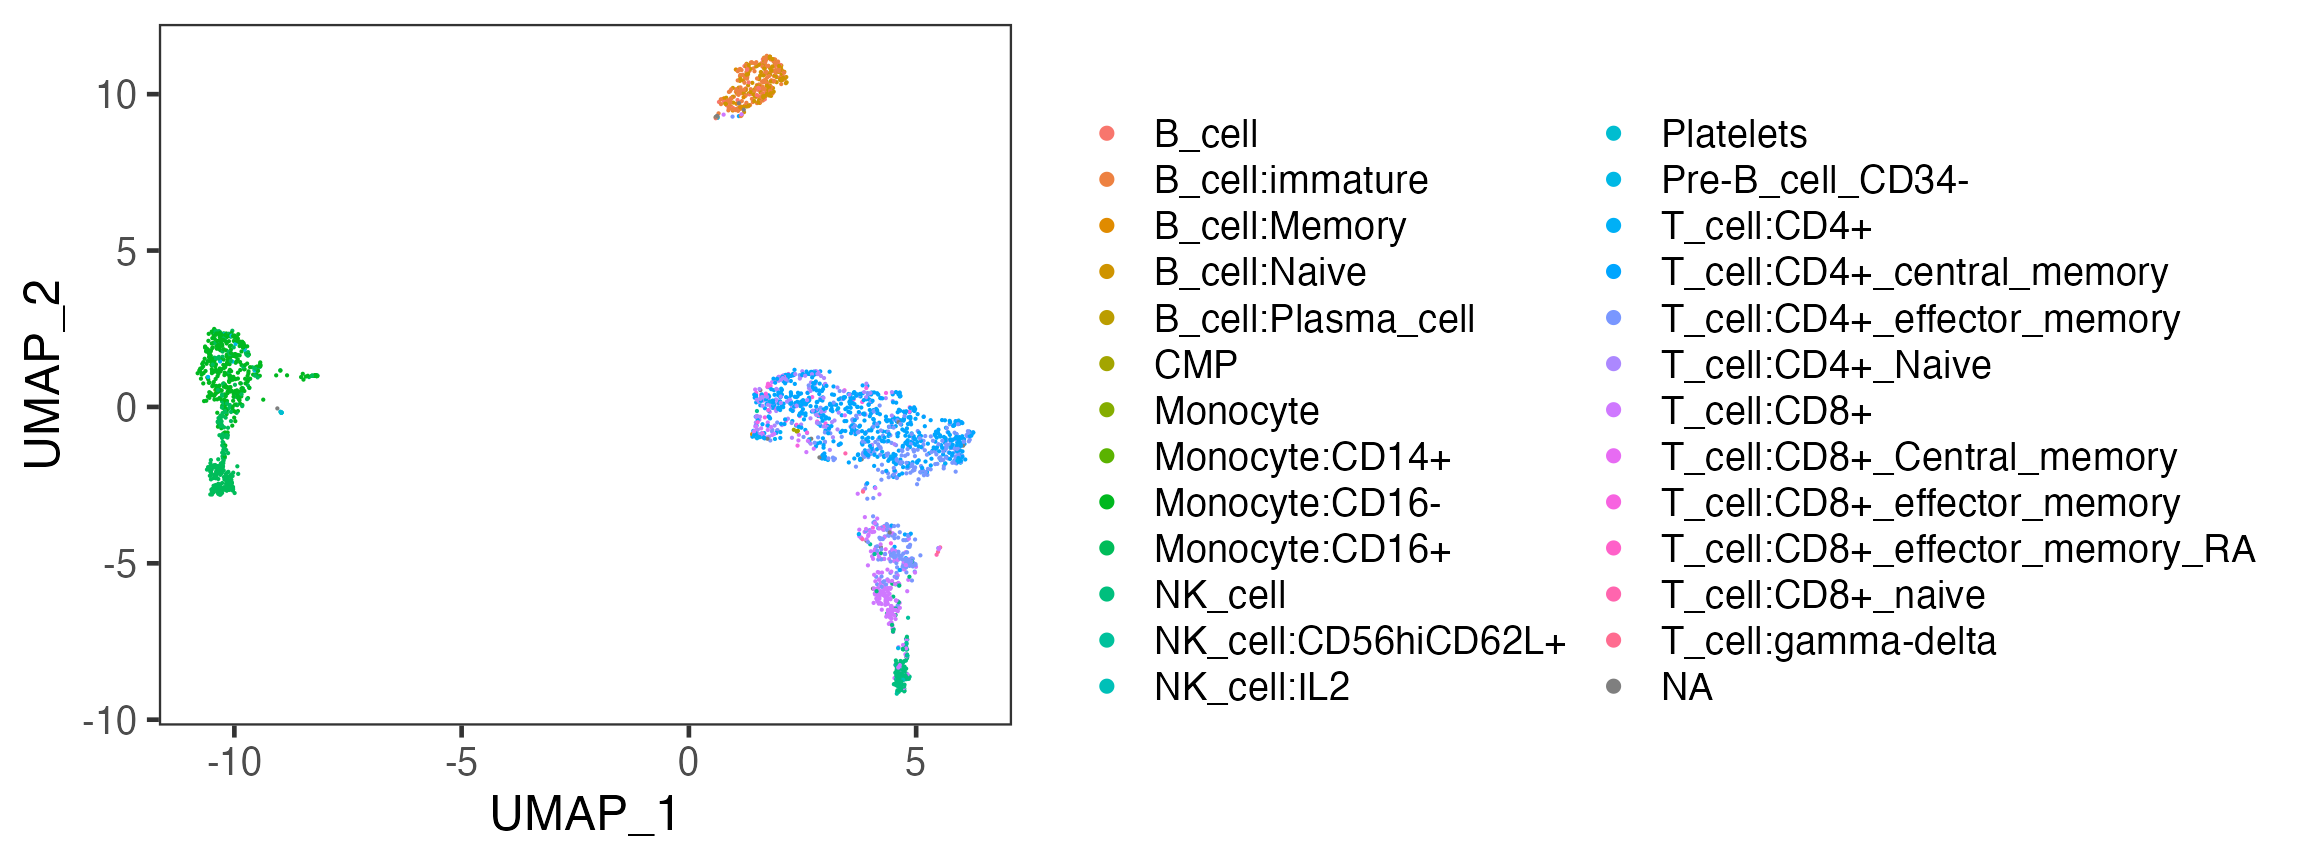 10
5
0
-5
-10
UMAP_2
-10
-5
0
5
UMAP_1
B_cell
B_cell:immature
B_cell:Memory
B_cell:Naive
B_cell:Plasma_cell
CMP
Monocyte
Monocyte:CD14+
Monocyte:CD16-
Monocyte:CD16+
NK_cell
NK_cell:CD56hiCD62L+
NK_cell:IL2
Platelets
Pre-B_cell_CD34-
T_cell:CD4+
T_cell:CD4+_central_memory
T_cell:CD4+_effector_memory
T_cell:CD4+_Naive
T_cell:CD8+
T_cell:CD8+_Central_memory
T_cell:CD8+_effector_memory
T_cell:CD8+_effector_memory_RA
T_cell:CD8+_naive
T_cell:gamma-delta
NA